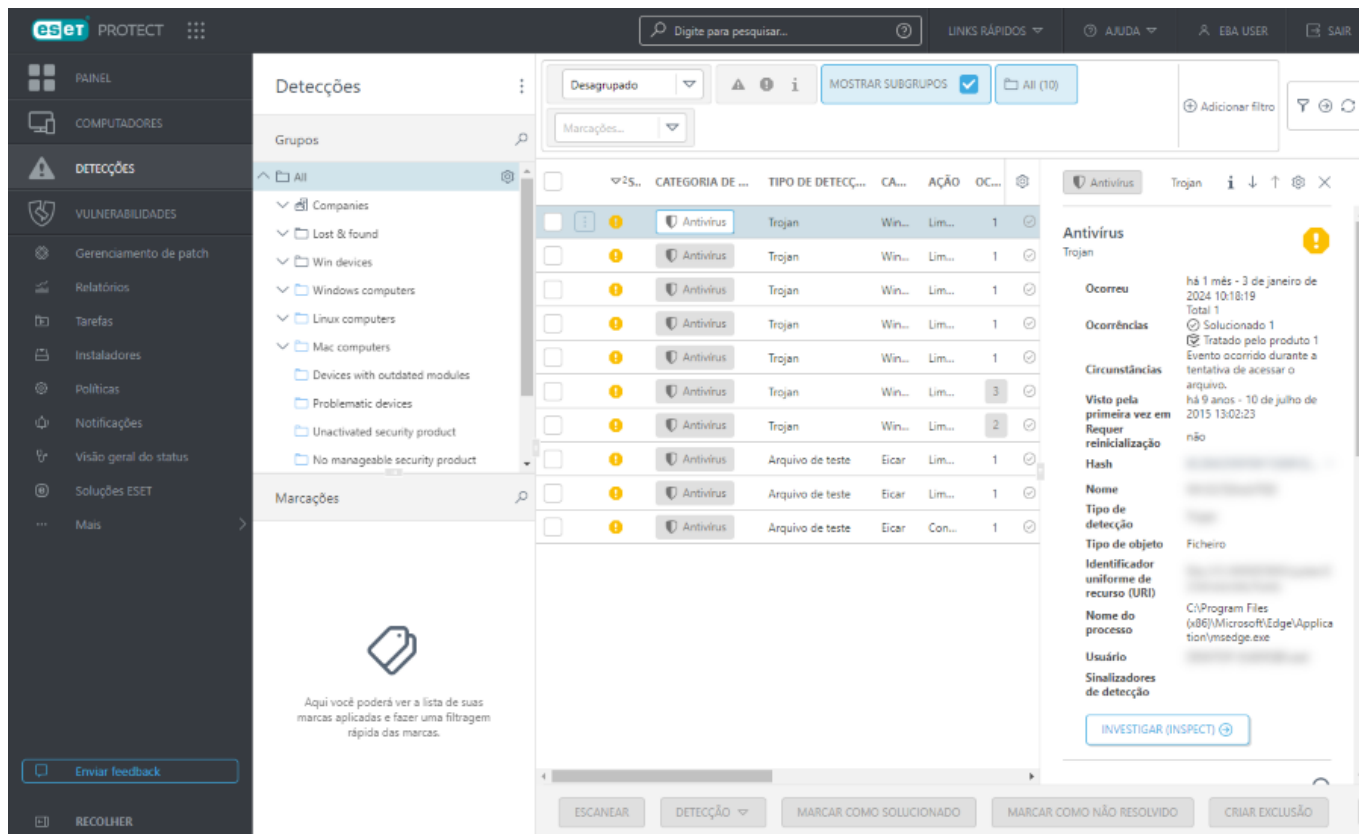 eset PROTECT
Digite para pesquisar...
LINKS RÁPIDOS
AJUDA
EBA USER
SAIR
PAINEL
COMPUTADORES
DETECÇÕES
VULNERABILIDADES
Gerenciamento de patch
Relatórios
Tarefas
Instaladores
Políticas
Notificações
Visão geral do status
Soluções ESET
Mais
Enviar feedback
RECOLHER
Detecções
Grupos
All
Companies
Lost & found
Win devices
Windows computers
Linux computers
Mac computers
Devices with outdated modules
Problematic devices
Unactivated security product
No manageable security product
Marcações
Aqui você poderá ver a lista de suas
marcas aplicadas e fazer uma filtragem
rápida das marcas.
Desagrupado
MOSTRAR SUBGRUPOS
All (10)
Adicionar filtro
Marcações...
2S... CATEGORIA DE ... TIPO DE DETECÇ... CA... AÇÃO OC...
Antivírus Trojan Win... Lim... 1
Antivírus Trojan Win... Lim... 1
Antivírus Trojan Win... Lim... 1
Antivírus Trojan Win... Lim... 1
Antivírus Trojan Win... Lim... 1
Antivírus Trojan Win... Lim... 3
Antivírus Trojan Win... Lim... 2
Antivírus Arquivo de teste Eicar Lim... 1
Antivírus Arquivo de teste Eicar Lim... 1
Antivírus Arquivo de teste Eicar Con... 1
Antivírus Trojan
Antivírus
Trojan
Ocorreu
há 1 mês - 3 de janeiro de
2024 10:18:19
Ocorrências
Total 1
Solucionado 1
Tratado pelo produto 1
Circunstâncias
Evento ocorrido durante a
tentativa de acessar o
arquivo.
Visto pela
primeira vez em
há 9 anos - 10 de julho de
2015 13:02:23
Requer
reinicialização
não
Hash
Nome
Tipo de
detecção
Tipo de objeto
Ficheiro
Identificador
uniforme de
recurso (URI)
Nome do
processo
C:\Program Files
(x86)\Microsoft\Edge\Applica
tion\msedge.exe
Usuário
Sinalizadores
de detecção
INVESTIGAR (INSPECT)
ESCANEAR
DETECÇÃO
MARCAR COMO SOLUCIONADO
MARCAR COMO NÃO RESOLVIDO
CRIAR EXCLUSÃO